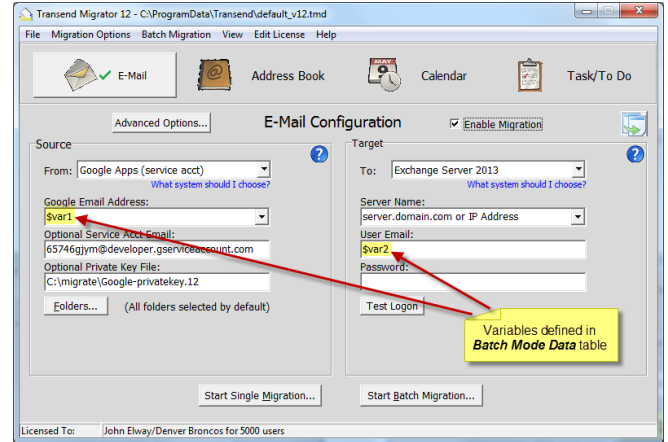 Transend Migrator 12 - C:\ProgramData\Transend\default_v12.tmd
File Migration Options Batch Migration View Edit License Help
E-Mail Address Book Calendar Task/To Do
MAY
Advanced Options... E-Mail Configuration Enable Migration
Source Target
From: Google Apps (service acct) To: Exchange Server 2013
What system should I choose? What system should I choose?
Google Email Address: Server Name:
$var1 server.domain.com or IP Address
Optional Service Acct Email: User Email:
65746gjym@developer.gserviceaccount.com $var2
Optional Private Key File: Password:
C:\migrate\Google-privatekey.12
Folders... (All folders selected by default) Test Logon
Variables defined in
Batch Mode Data table
Start Single Migration... Start Batch Migration...
Licensed To: John Elway/Denver Broncos for 5000 users